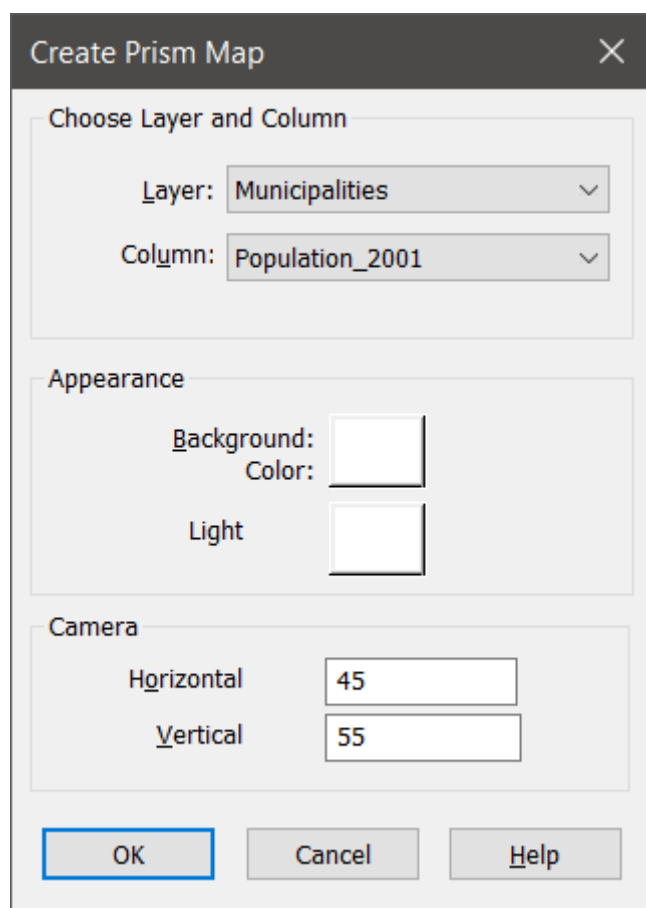 Create Prism Map
Choose Layer and Column
Layer: Municipalities
Column: Population_2001
Appearance
Background:
Color:
Light
Camera
Horizontal 45
Vertical 55
OK Cancel Help